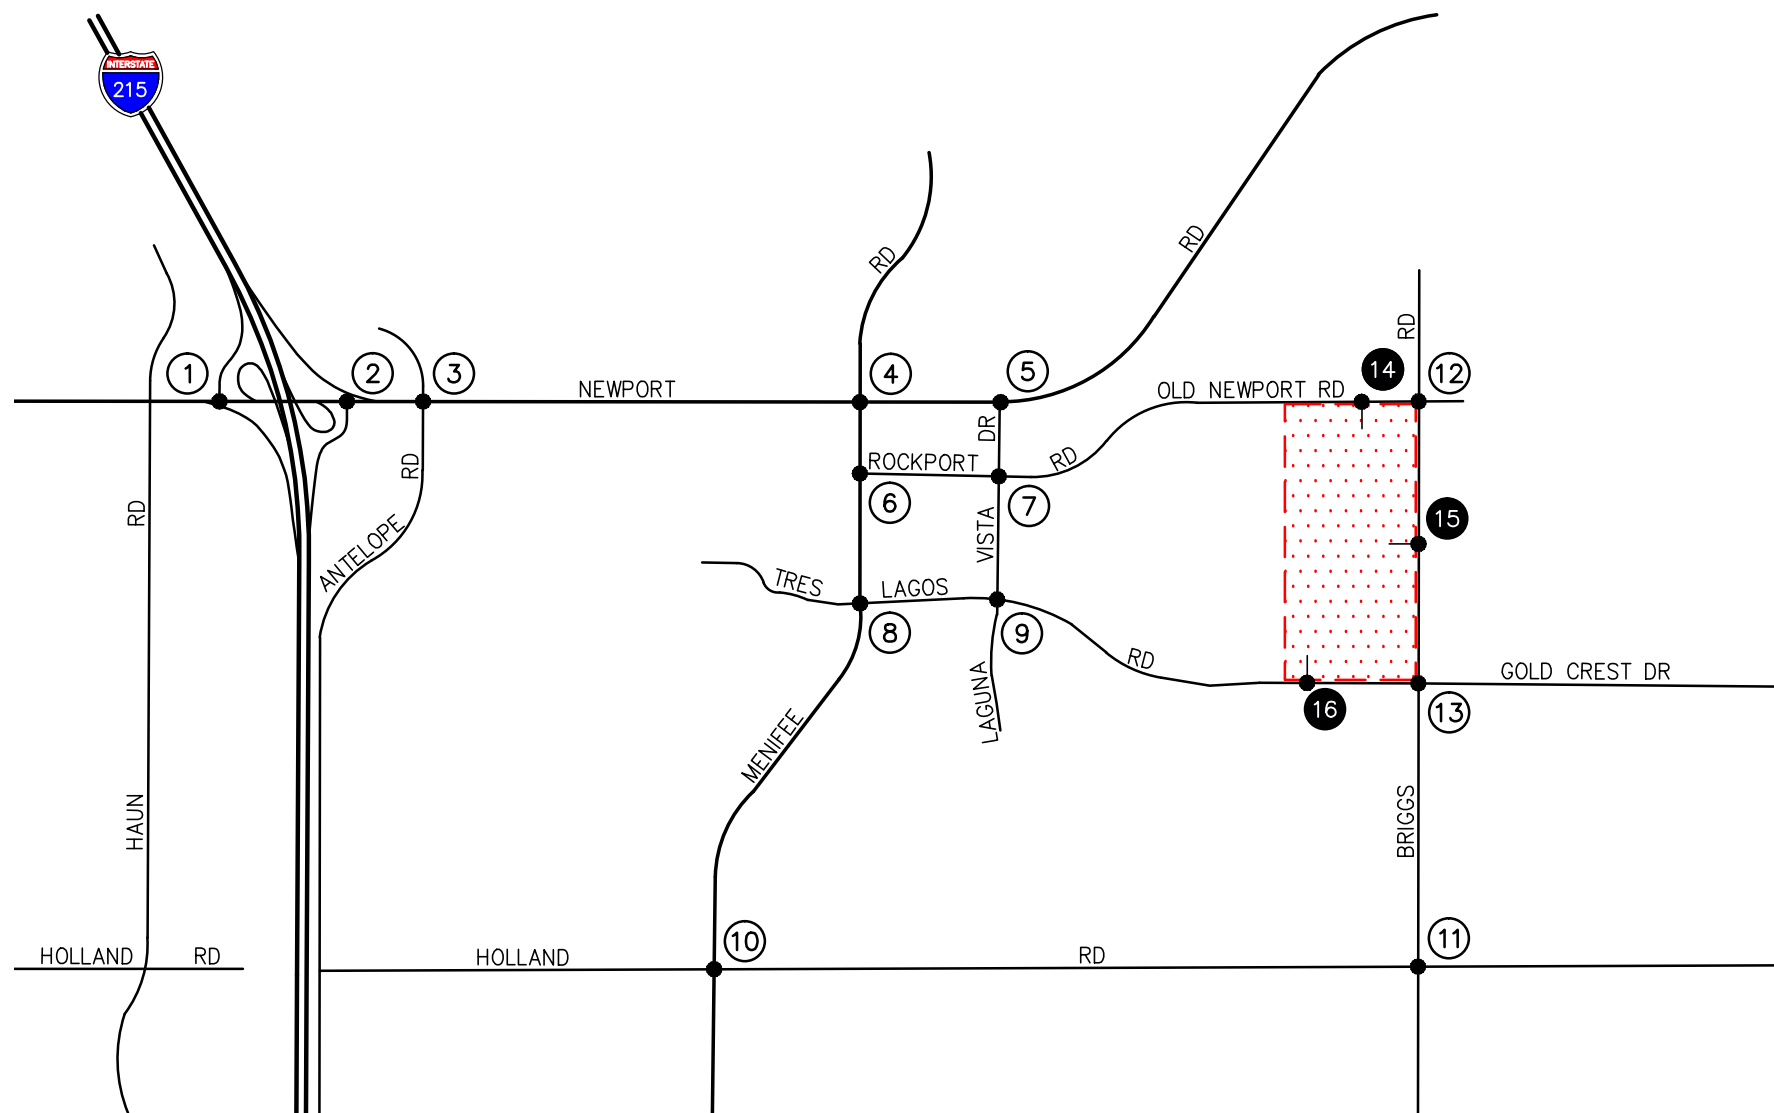 INTERSTATE
215
RD
RD
RD
1
2
3
NEWPORT
4
5
OLD NEWPORT RD
14
12
DR
RD
RD
ROCKPORT
RD
6
7
VISTA
15
RD
ANTELOPE
TRES
LAGOS
8
9
RD
LAGUNA
GOLD CREST DR
16
13
MENIFEE
HAUN
BRIGGS
HOLLAND
RD
HOLLAND
10
RD
11